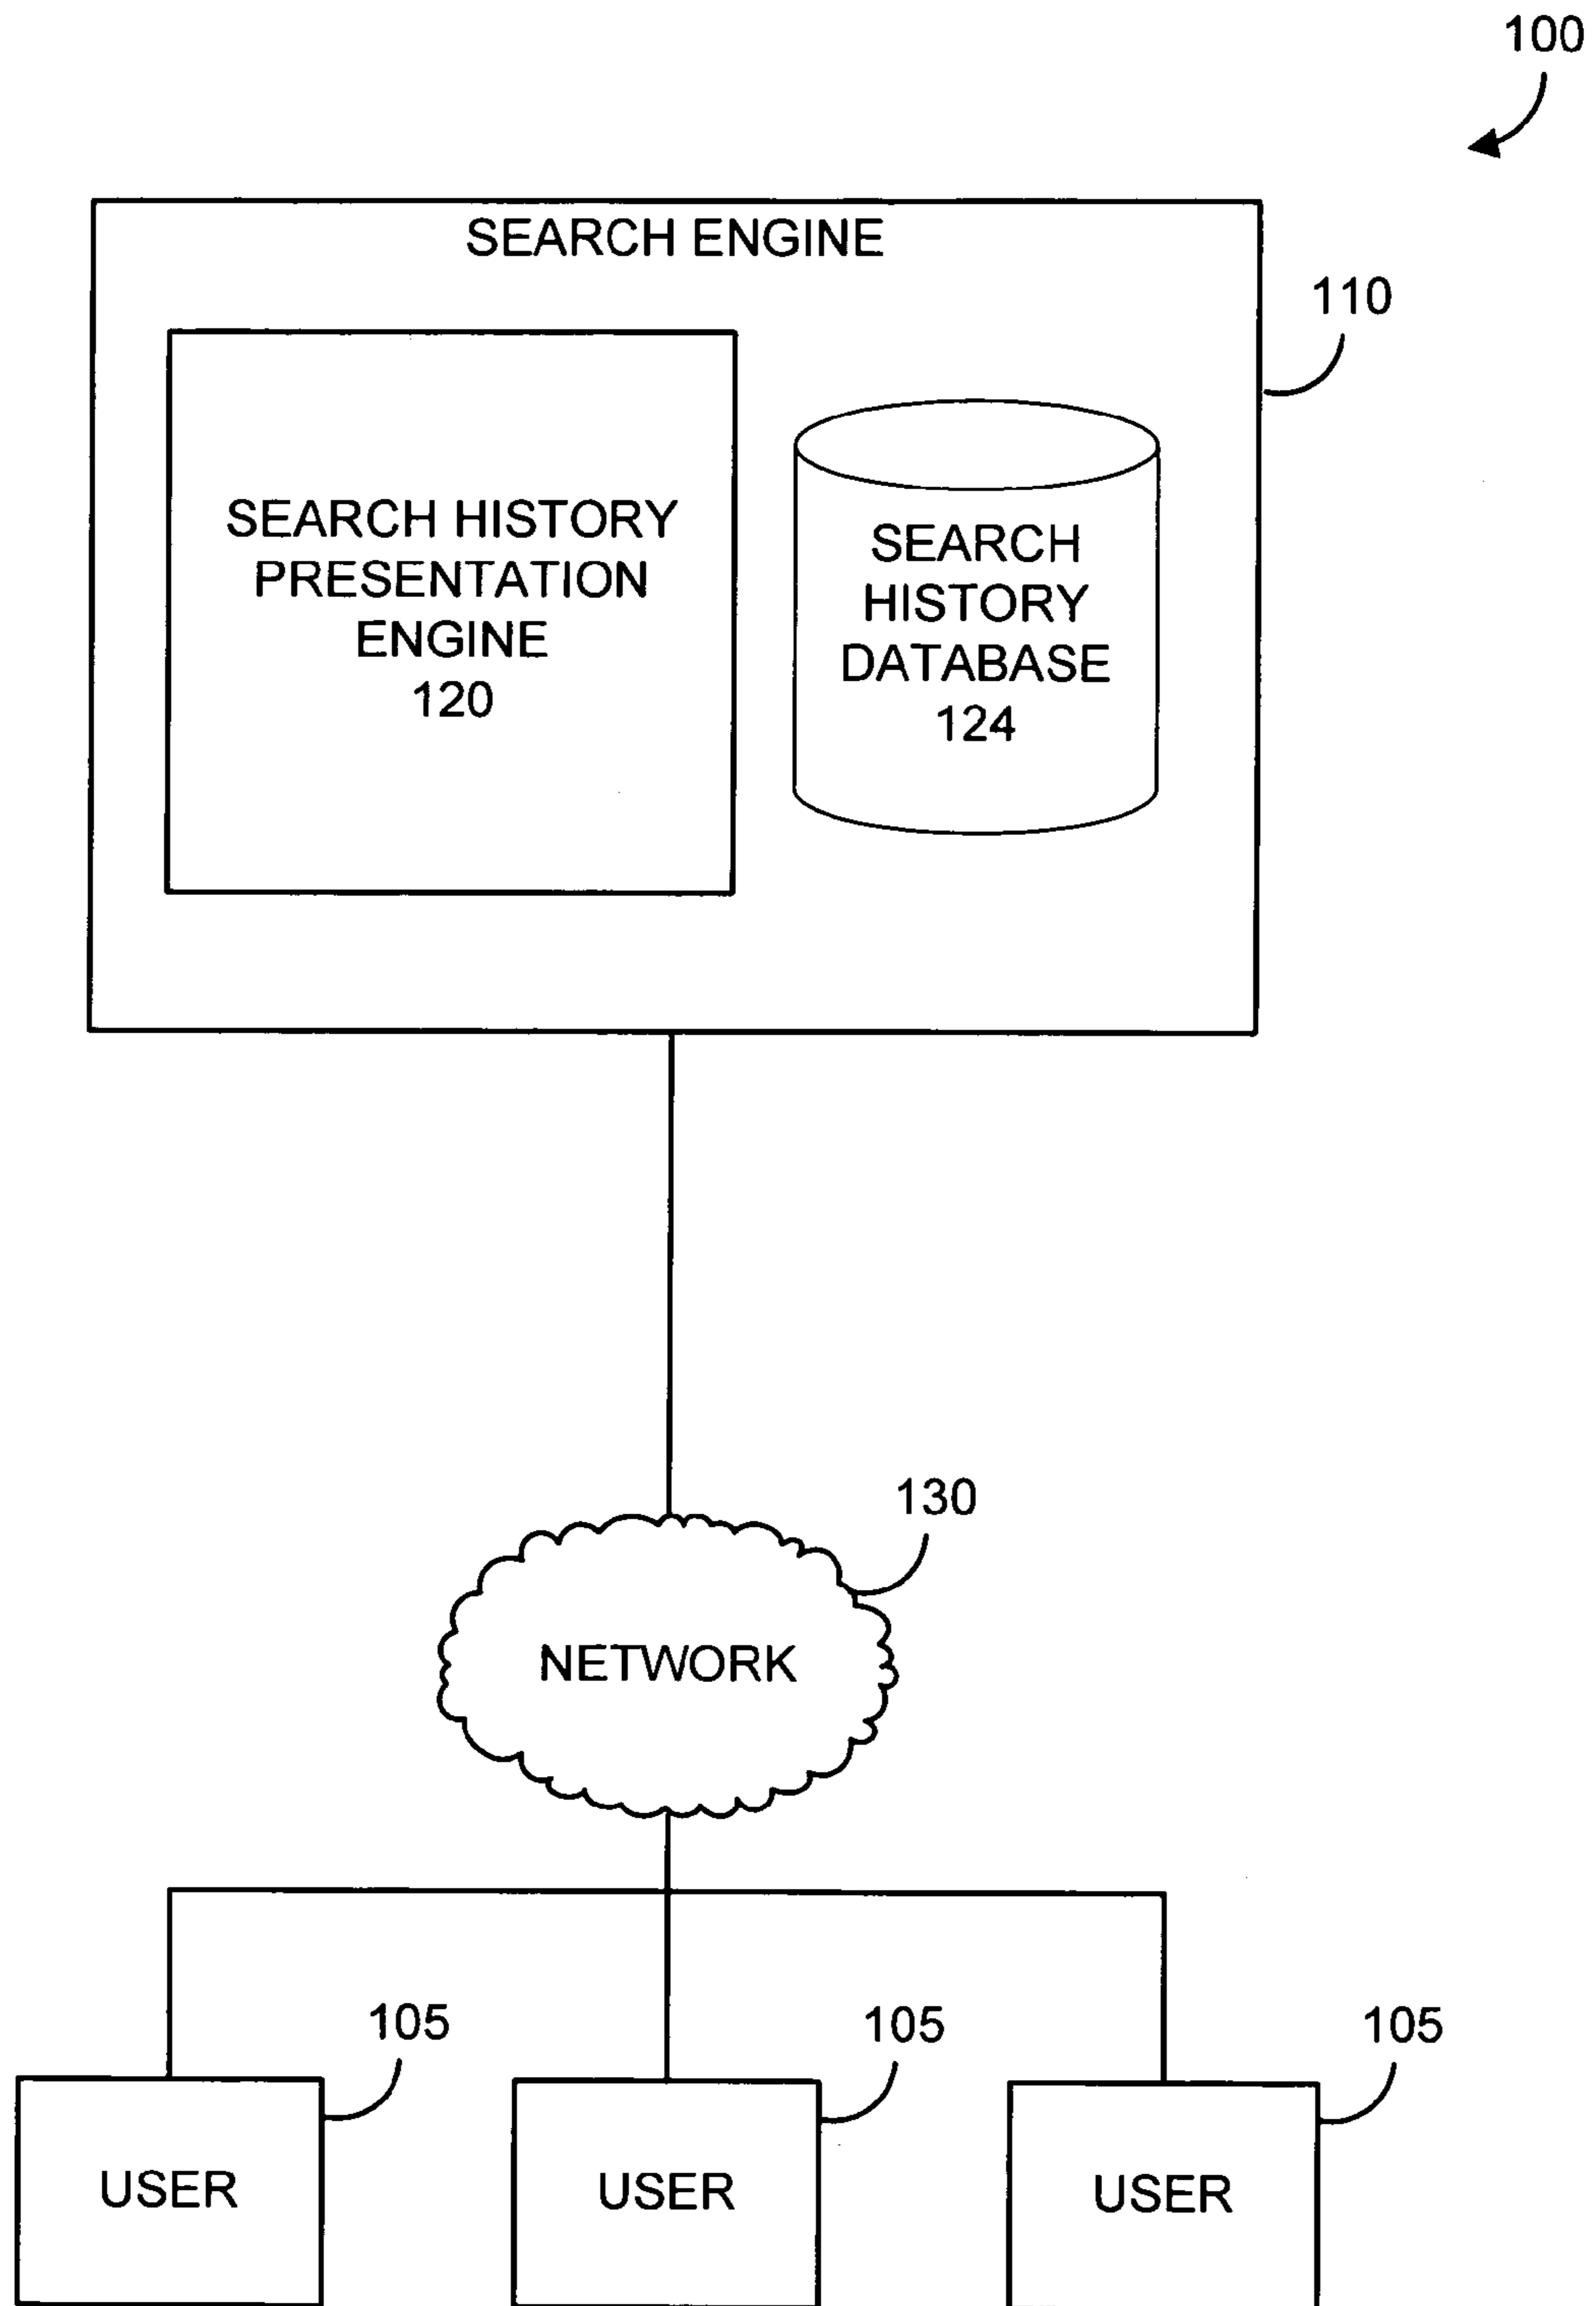 100
SEARCH ENGINE
110
SEARCH HISTORY
PRESENTATION
ENGINE
120
SEARCH
HISTORY
DATABASE
124
130
NETWORK
105
105
105
USER
USER
USER